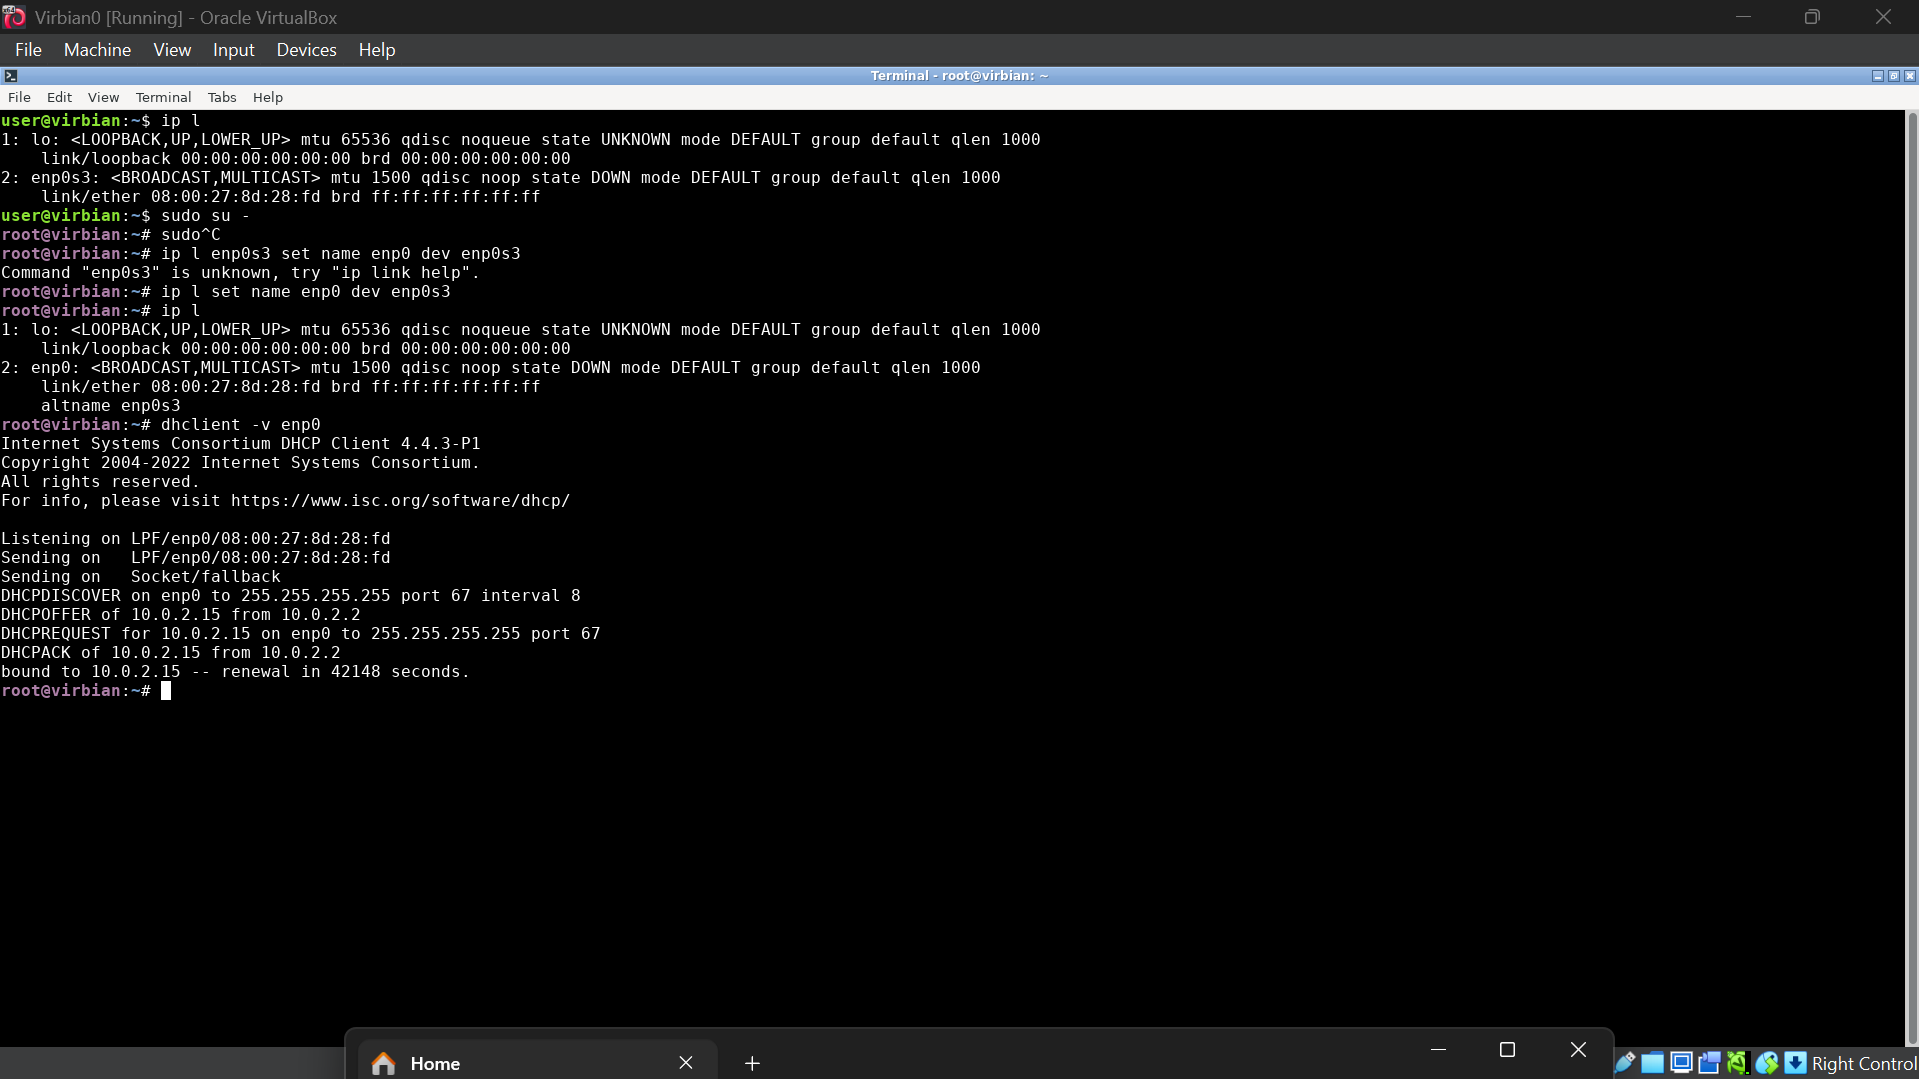 Virbian0 [Running] - Oracle VirtualBox
File Machine View Input Devices Help
Terminal - root@virbian: ~
File Edit View Terminal Tabs Help
user@virbian:~$ ip l
1: lo: <LOOPBACK,UP,LOWER_UP> mtu 65536 qdisc noqueue state UNKNOWN mode DEFAULT group default qlen 1000
    link/loopback 00:00:00:00:00:00 brd 00:00:00:00:00:00
2: enp0s3: <BROADCAST,MULTICAST> mtu 1500 qdisc noop state DOWN mode DEFAULT group default qlen 1000
    link/ether 08:00:27:8d:28:fd brd ff:ff:ff:ff:ff:ff
user@virbian:~$ sudo su -
root@virbian:~# sudo^C
root@virbian:~# ip l enp0s3 set name enp0 dev enp0s3
Command "enp0s3" is unknown, try "ip link help".
root@virbian:~# ip l set name enp0 dev enp0s3
root@virbian:~# ip l
1: lo: <LOOPBACK,UP,LOWER_UP> mtu 65536 qdisc noqueue state UNKNOWN mode DEFAULT group default qlen 1000
    link/loopback 00:00:00:00:00:00 brd 00:00:00:00:00:00
2: enp0: <BROADCAST,MULTICAST> mtu 1500 qdisc noop state DOWN mode DEFAULT group default qlen 1000
    link/ether 08:00:27:8d:28:fd brd ff:ff:ff:ff:ff:ff
    altname enp0s3
root@virbian:~# dhclient -v enp0
Internet Systems Consortium DHCP Client 4.4.3-P1
Copyright 2004-2022 Internet Systems Consortium.
All rights reserved.
For info, please visit https://www.isc.org/software/dhcp/

Listening on LPF/enp0/08:00:27:8d:28:fd
Sending on   LPF/enp0/08:00:27:8d:28:fd
Sending on   Socket/fallback
DHCPDISCOVER on enp0 to 255.255.255.255 port 67 interval 8
DHCPOFFER of 10.0.2.15 from 10.0.2.2
DHCPREQUEST for 10.0.2.15 on enp0 to 255.255.255.255 port 67
DHCPACK of 10.0.2.15 from 10.0.2.2
bound to 10.0.2.15 -- renewal in 42148 seconds.
root@virbian:~#
Home
Right Control